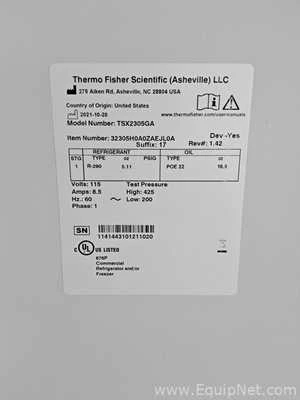 Thermo Fisher Scientific (Asheville) LLC
275 Aiken Rd, Asheville, NC 28804 USA
Country of Origin: United States
2021-10-20
www.thermofisher.com/usermanuals
Model Number: TSX2305GA
Dev -Yes
Item Number: 32305H0A0ZAEJL0A
Suffix: 17
Rev#: 1.42
REFRIGERANT OIL
STG TYPE oz PSIG TYPE oz
1 R-290 5.11 POE 22
Volts: 115
Test Pressure
Amps: 8.5
High: 425
Hz.: 60
Low: 200
Phase: 1
SN
1141443101211020
UL US LISTED
Commercial
Refrigerator and/or
Freezer
www.EquipNet.com